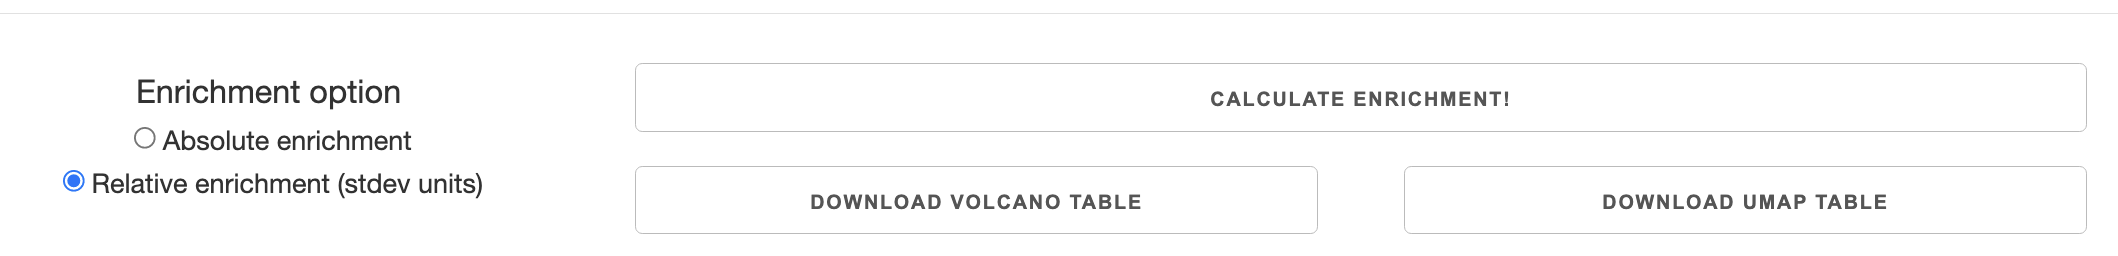 Enrichment option
Absolute enrichment
Relative enrichment (stdev units)
CALCULATE ENRICHMENT!
DOWNLOAD VOLCANO TABLE
DOWNLOAD UMAP TABLE